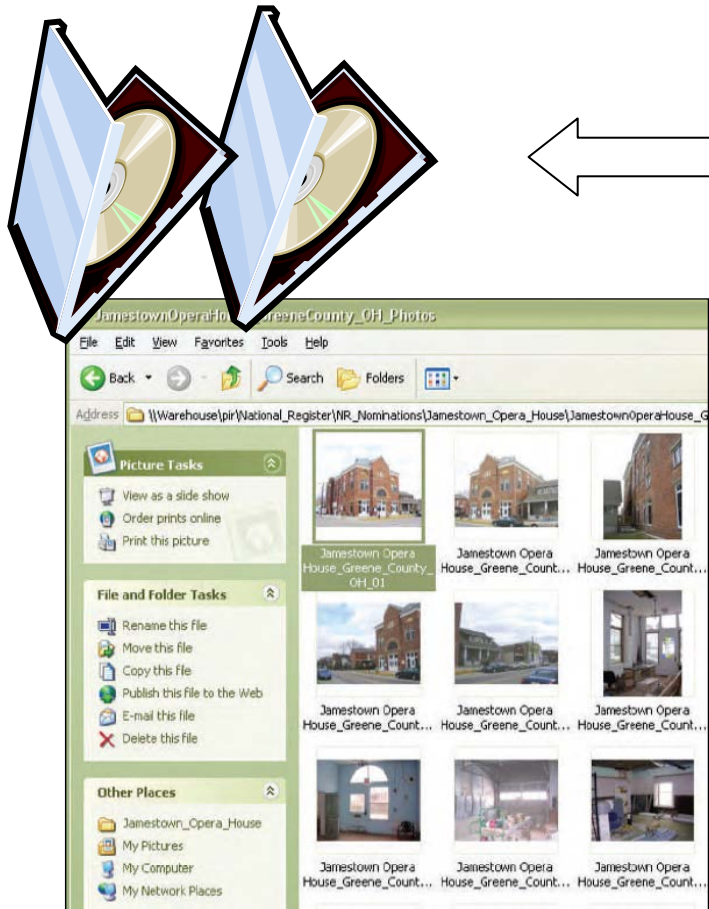 JamestownOperaHo GreeneCounty_OH_Photos
File Edit View Favorites Tools Help
Back Search Folders
Address \\Warehouse\pir\National_Register\NR_Nominations\Jamestown_Opera_House\JamestownOperaHouse_G
Picture Tasks
View as a slide show
Order prints online
Print this picture
File and Folder Tasks
Rename this file
Move this file
Copy this file
Publish this file to the Web
E-mail this file
Delete this file
Other Places
Jamestown_Opera_House
My Pictures
My Computer
My Network Places
Jamestown Opera
House_Greene_County_
OH_01
Jamestown Opera
House_Greene_Count...
Jamestown Opera
House_Greene_Count...
Jamestown Opera
House_Greene_Count...
Jamestown Opera
House_Greene_Count...
Jamestown Opera
House_Greene_Count...
Jamestown Opera
House_Greene_Count...
Jamestown Opera
House_Greene_Count...
Jamestown Opera
House_Greene_Count...